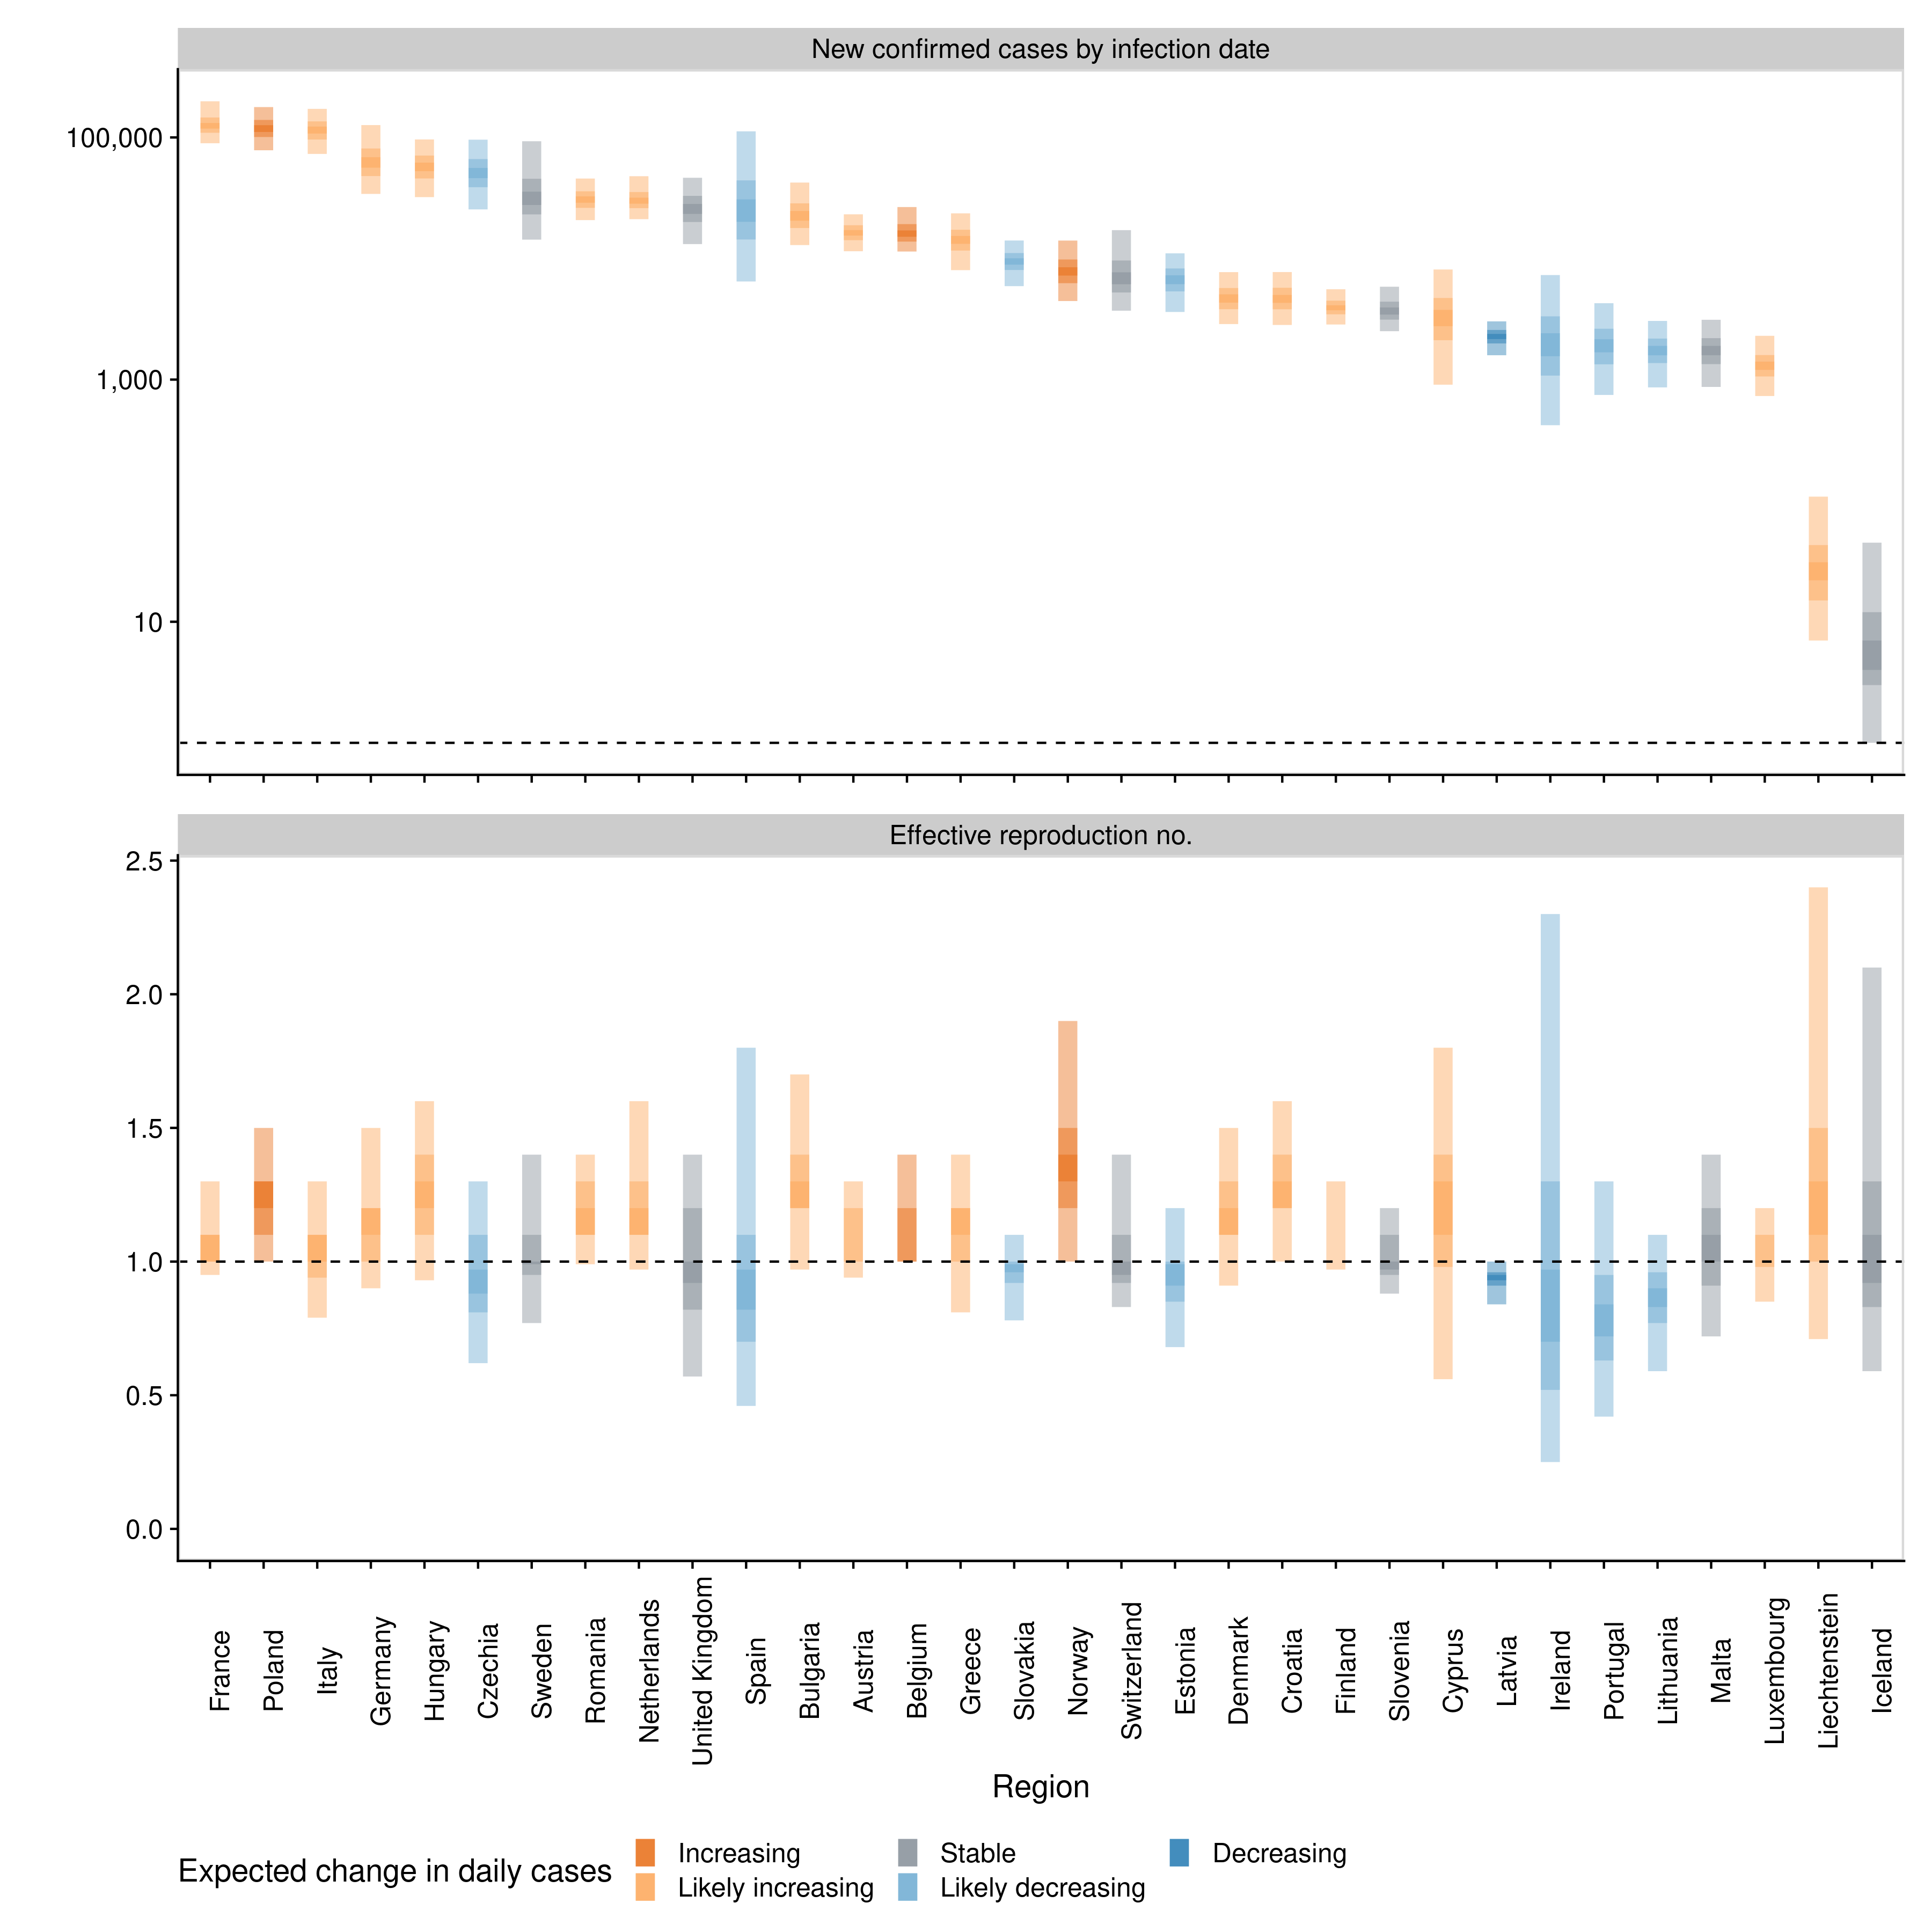 New confirmed cases by infection date
100,000
1,000
10
Effective reproduction no.
2.5
2.0
1.5
1.0
0.5
0.0
France
Poland
Italy
Germany
Hungary
Czechia
Sweden
Romania
Netherlands
United Kingdom
Spain
Bulgaria
Austria
Belgium
Greece
Slovakia
Norway
Switzerland
Estonia
Denmark
Croatia
Finland
Slovenia
Cyprus
Latvia
Ireland
Portugal
Lithuania
Malta
Luxembourg
Liechtenstein
Iceland
Region
Expected change in daily cases
Increasing
Likely increasing
Stable
Likely decreasing
Decreasing